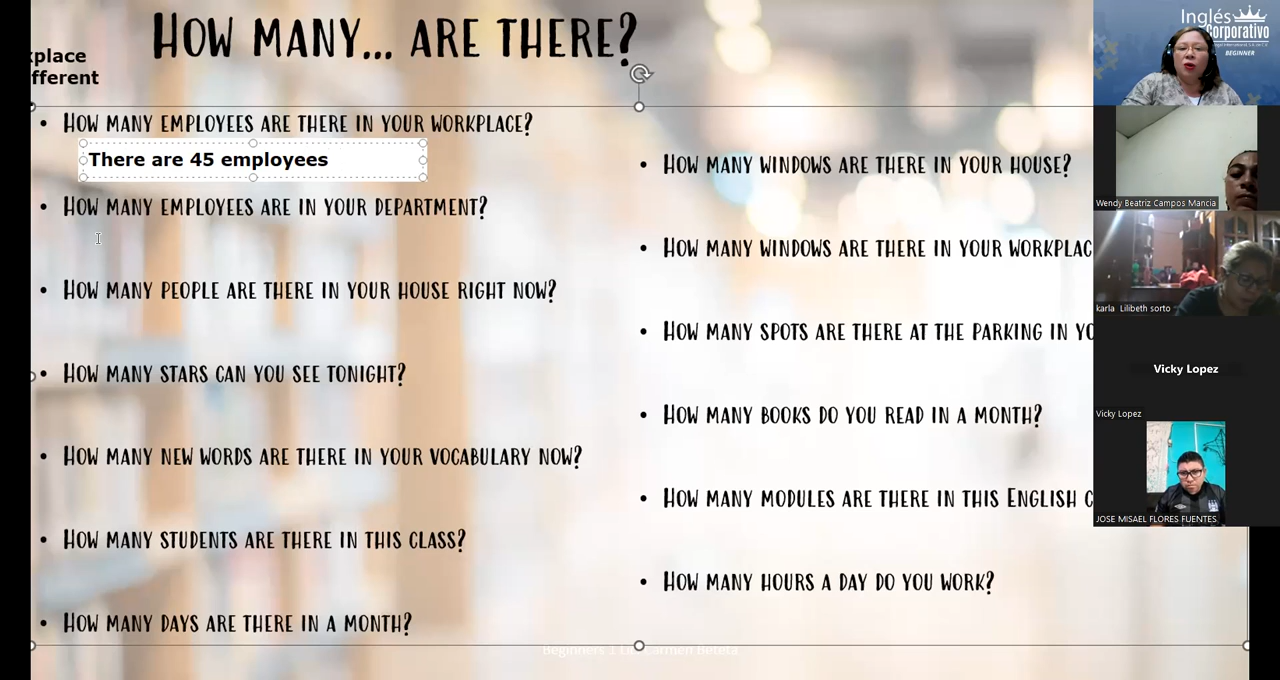 How many... are there?
xplace
fferent
• How many employees are there in your workplace?
There are 45 employees
• How many employees are in your department?
• How many people are there in your house right now?
• How many stars can you see tonight?
• How many new words are there in your vocabulary now?
• How many students are there in this class?
• How many days are there in a month?
• How many windows are there in your house?
• How many windows are there in your workplac
• How many spots are there at the parking in yo
• How many books do you read in a month?
• How many modules are there in this English c
• How many hours a day do you work?
Beginners 1 Lic. Carmen Beteta
Inglés
Corporativo
BEGINNER
Wendy Beatriz Campos Mancia
karla Lilibeth sorto
Vicky Lopez
Vicky Lopez
JOSE MISAEL FLORES FUENTES